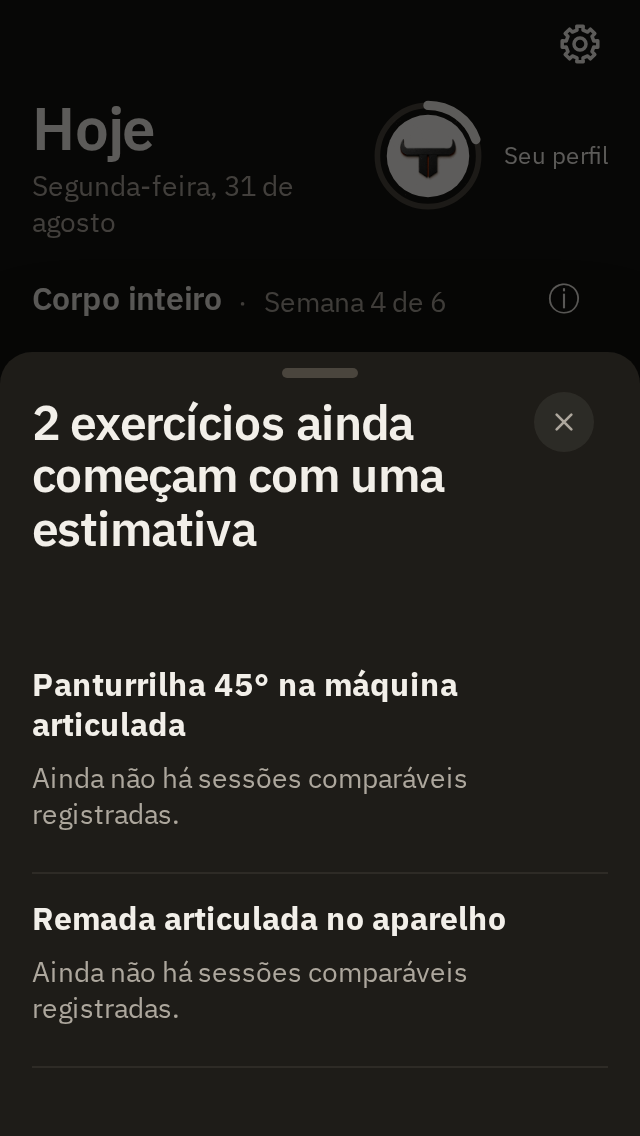 Hoje
Segunda-feira, 31 de
agosto
Seu perfil
Corpo inteiro · Semana 4 de 6
2 exercícios ainda
começam com uma
estimativa
Panturrilha 45° na máquina
articulada
Ainda não há sessões comparáveis
registradas.
Remada articulada no aparelho
Ainda não há sessões comparáveis
registradas.